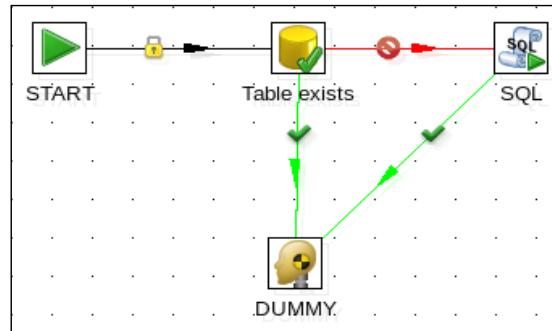 SQL
START
Table exists
SQL
DUMMY